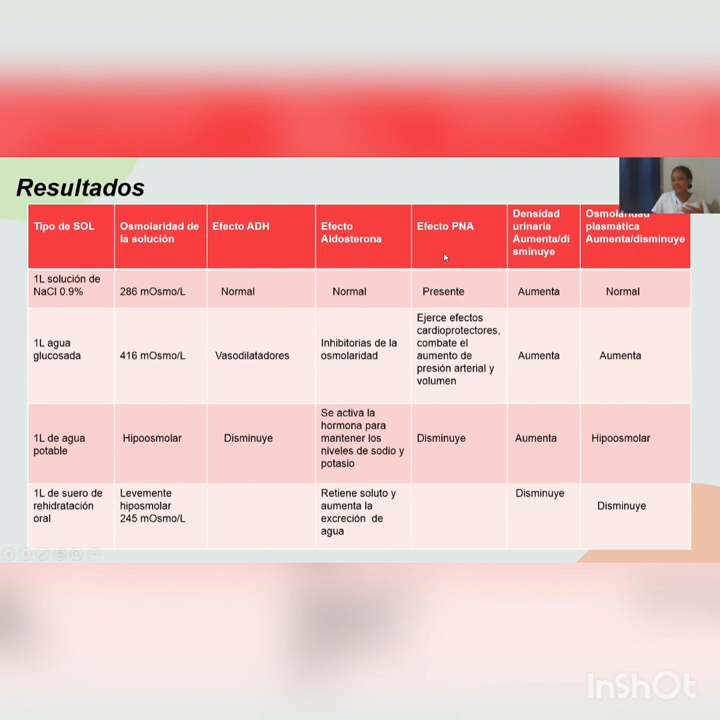 Resultados
Tipo de SOL
Osmolaridad de
la solución
Efecto ADH
Efecto
Aldosterona
Efecto PNA
Densidad
urinaria
Aumenta/di
sminuye
Osmolaridad
plasmática
Aumenta/disminuye
1L solución de
NaCl 0.9%
286 mOsmo/L
Normal
Normal
Presente
Aumenta
Normal
1L agua
glucosada
416 mOsmo/L
Vasodilatadores
Inhibitorias de la
osmolaridad
Ejerce efectos
cardioprotectores,
combate el
aumento de
presión arterial y
volumen
Aumenta
Aumenta
1L de agua
potable
Hipoosmolar
Disminuye
Se activa la
hormona para
mantener los
niveles de sodio y
potasio
Disminuye
Aumenta
Hipoosmolar
1L de suero de
rehidratación
oral
Levemente
hiposmolar
245 mOsmo/L
Retiene soluto y
aumenta la
excreción de
agua
Disminuye
Disminuye
InShOt